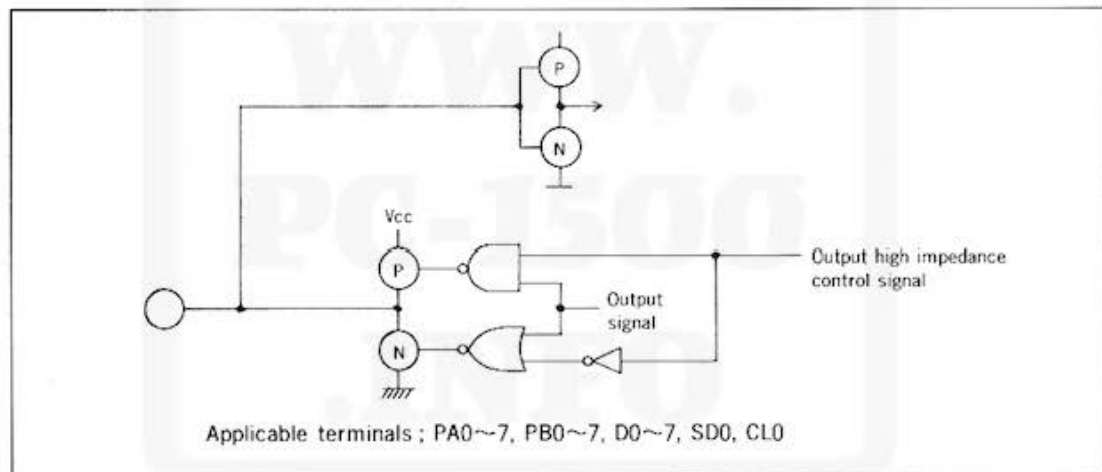 WWW.
PC-1500
.INFO
P
N
Vcc
P
N
Output high impedance
control signal
Output
signal
Applicable terminals ; PA0～7, PB0～7, D0～7, SD0, CL0